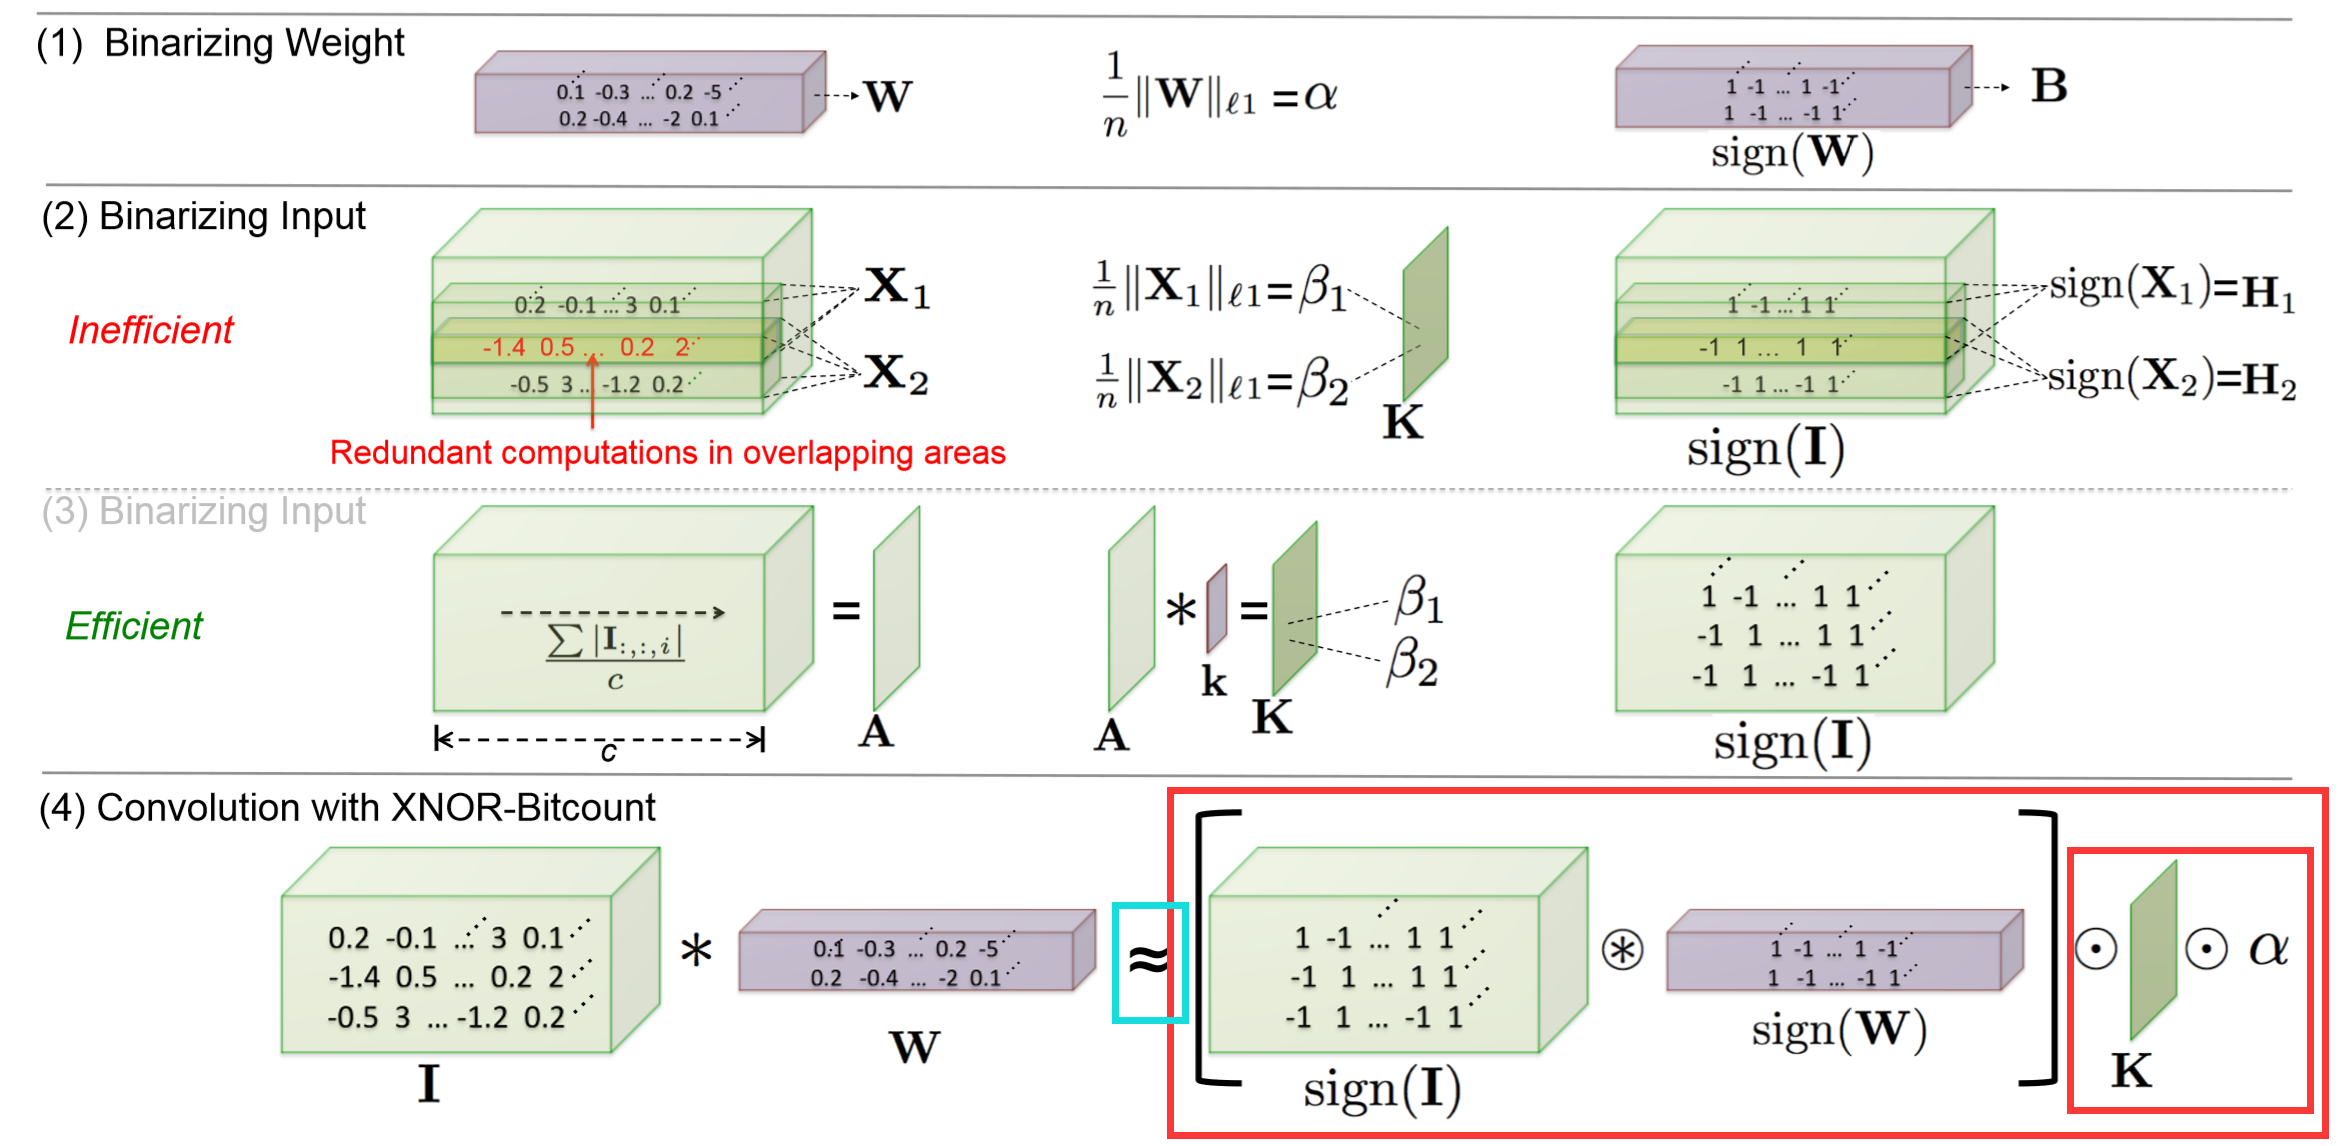 (1) Binarizing Weight
0.1 -0.3 ... 0.2 -5
0.2 -0.4 ... -2 0.1
W
1/n ‖W‖ℓ1 = α
1 -1 ... 1 -1
1 -1 ... -1 1
B
sign(W)
(2) Binarizing Input
Inefficient
0.2 -0.1 ... 3 0.1
-1.4 0.5 ... 0.2 2
-0.5 3 ... -1.2 0.2
X₁
X₂
Redundant computations in overlapping areas
1/n ‖X₁‖ℓ1 = β₁
1/n ‖X₂‖ℓ1 = β₂
K
1 -1 ... 1 1
-1 1 ... 1 1
-1 1 ... -1 1
sign(X₁)=H₁
sign(X₂)=H₂
sign(I)
(3) Binarizing Input
Efficient
∑ |I:,:,i|
c
c
=
A
A
*
k
=
K
β₁
β₂
1 -1 ... 1 1
-1 1 ... 1 1
-1 1 ... -1 1
sign(I)
(4) Convolution with XNOR-Bitcount
0.2 -0.1 ... 3 0.1
-1.4 0.5 ... 0.2 2
-0.5 3 ... -1.2 0.2
I
*
0.1 -0.3 ... 0.2 -5
0.2 -0.4 ... -2 0.1
W
≈
[
1 -1 ... 1 1
-1 1 ... 1 1
-1 1 ... -1 1
sign(I)
⊛
1 -1 ... 1 -1
1 -1 ... -1 1
sign(W)
]
⊙
K
⊙ α